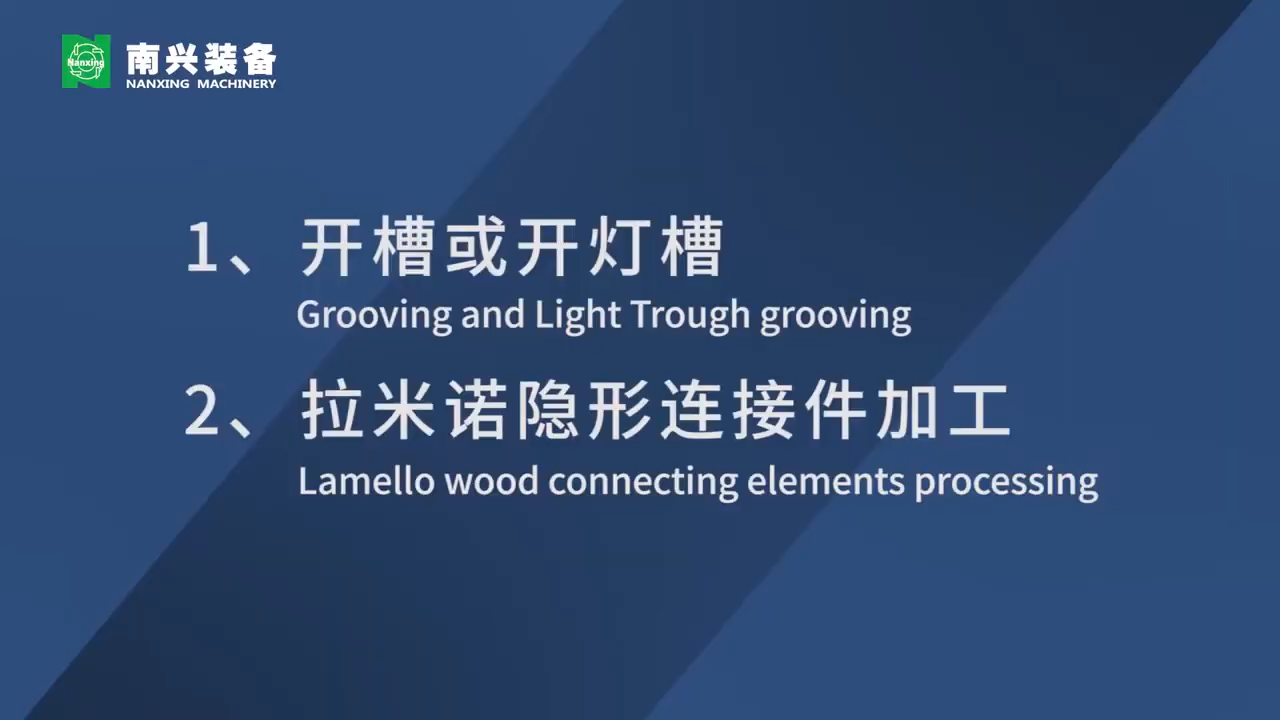 Nanxing
南兴装备
NANXING MACHINERY
1、开槽或开灯槽
Grooving and Light Trough grooving
2、拉米诺隐形连接件加工
Lamello wood connecting elements processing